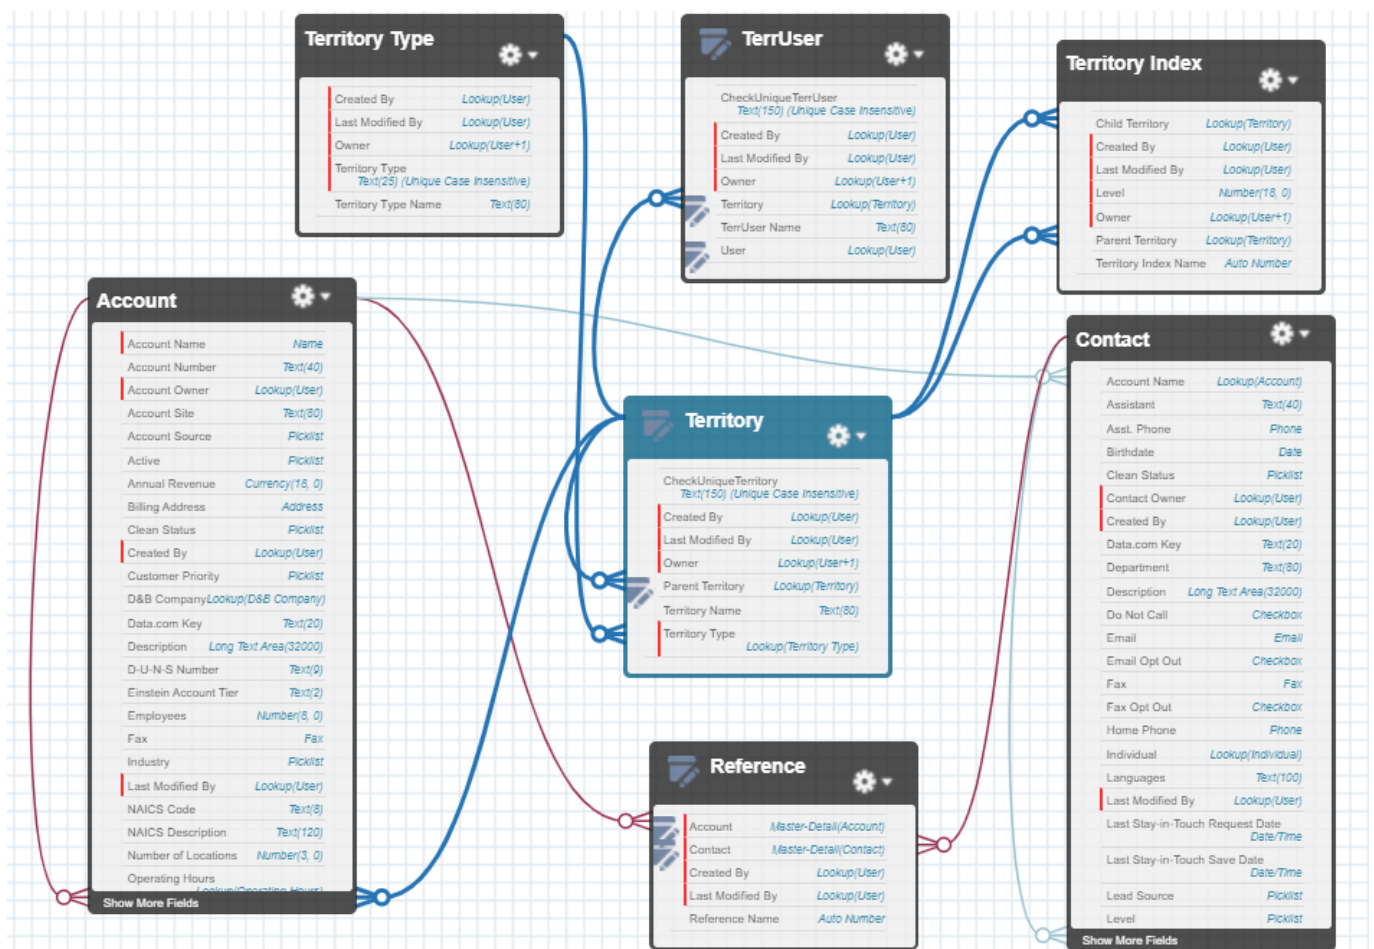 Territory Type
Created By Lookup(User)
Last Modified By Lookup(User)
Owner Lookup(User+1)
Territory Type
Text(25) (Unique Case Insensitive)
Territory Type Name Text(80)
TerrUser
CheckUniqueTerrUser
Text(150) (Unique Case Insensitive)
Created By Lookup(User)
Last Modified By Lookup(User)
Owner Lookup(User+1)
Territory Lookup(Territory)
TerrUser Name Text(80)
User Lookup(User)
Territory Index
Child Territory Lookup(Territory)
Created By Lookup(User)
Last Modified By Lookup(User)
Level Number(18, 0)
Owner Lookup(User+1)
Parent Territory Lookup(Territory)
Territory Index Name Auto Number
Account
Account Name Name
Account Number Text(40)
Account Owner Lookup(User)
Account Site Text(80)
Account Source Picklist
Active Picklist
Annual Revenue Currency(18, 0)
Billing Address Address
Clean Status Picklist
Created By Lookup(User)
Customer Priority Picklist
D&B Company Lookup(D&B Company)
Data.com Key Text(20)
Description Long Text Area(32000)
D-U-N-S Number Text(9)
Einstein Account Tier Text(2)
Employees Number(8, 0)
Fax Fax
Industry Picklist
Last Modified By Lookup(User)
NAICS Code Text(8)
NAICS Description Text(120)
Number of Locations Number(3, 0)
Operating Hours
Lookup(Operating Hours)
Show More Fields
Territory
CheckUniqueTerritory
Text(150) (Unique Case Insensitive)
Created By Lookup(User)
Last Modified By Lookup(User)
Owner Lookup(User+1)
Parent Territory Lookup(Territory)
Territory Name Text(80)
Territory Type
Lookup(Territory Type)
Contact
Account Name Lookup(Account)
Assistant Text(40)
Asst. Phone Phone
Birthdate Date
Clean Status Picklist
Contact Owner Lookup(User)
Created By Lookup(User)
Data.com Key Text(20)
Department Text(80)
Description Long Text Area(32000)
Do Not Call Checkbox
Email Email
Email Opt Out Checkbox
Fax Fax
Fax Opt Out Checkbox
Home Phone Phone
Individual Lookup(Individual)
Languages Text(100)
Last Modified By Lookup(User)
Last Stay-in-Touch Request Date
Date/Time
Last Stay-in-Touch Save Date
Date/Time
Lead Source Picklist
Level Picklist
Show More Fields
Reference
Account Master-Detail(Account)
Contact Master-Detail(Contact)
Created By Lookup(User)
Last Modified By Lookup(User)
Reference Name Auto Number